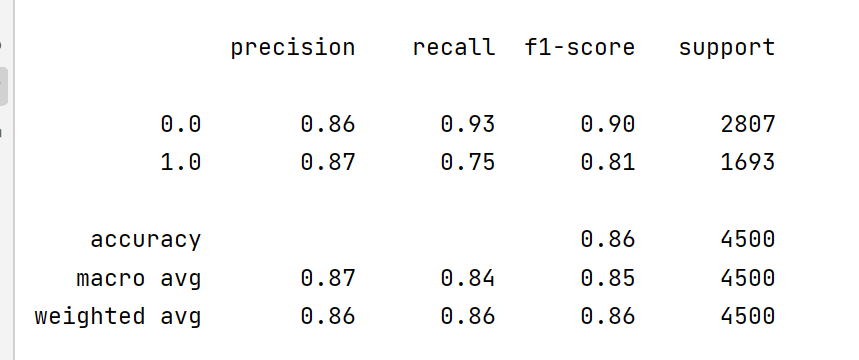 precision recall f1-score support
0.0 0.86 0.93 0.90 2807
1.0 0.87 0.75 0.81 1693
accuracy 0.86 4500
macro avg 0.87 0.84 0.85 4500
weighted avg 0.86 0.86 0.86 4500